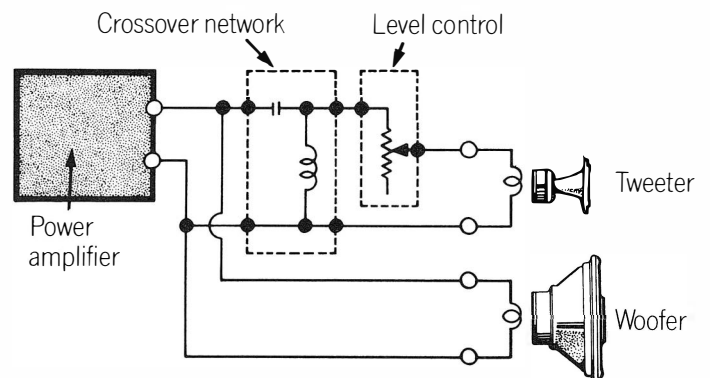 Crossover network
Level control
Power
amplifier
Tweeter
Woofer